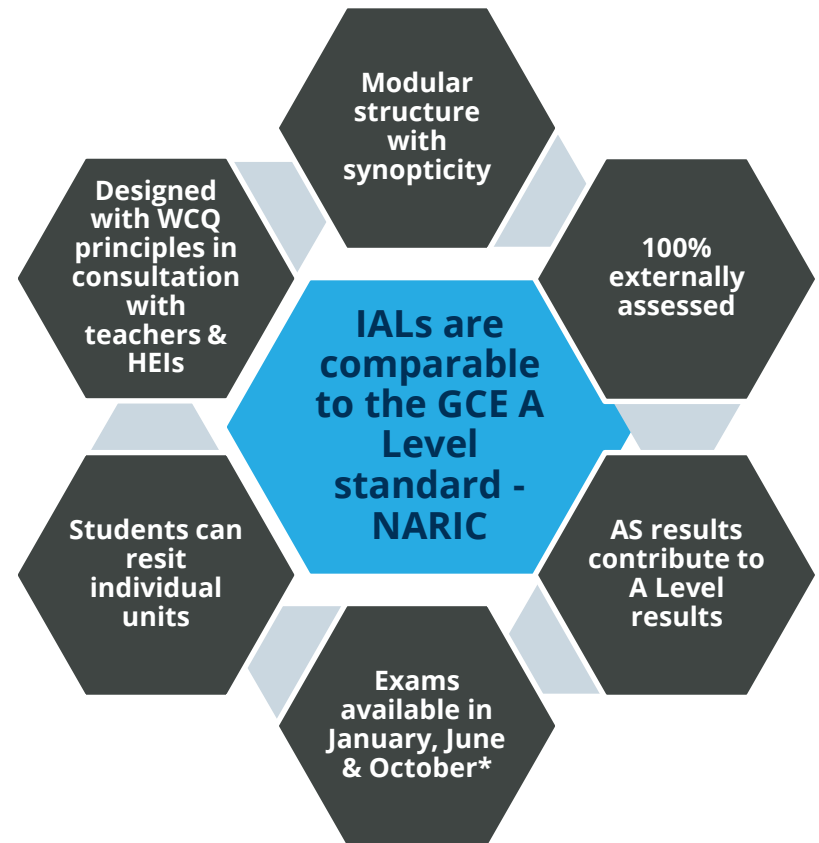 Modular
structure
with
synopticity
Designed
with WCQ
principles in
consultation
with
teachers &
HEIs
100%
externally
assessed
IALs are
comparable
to the GCE A
Level
standard -
NARIC
Students can
resit
individual
units
AS results
contribute to
A Level
results
Exams
available in
January, June
& October*